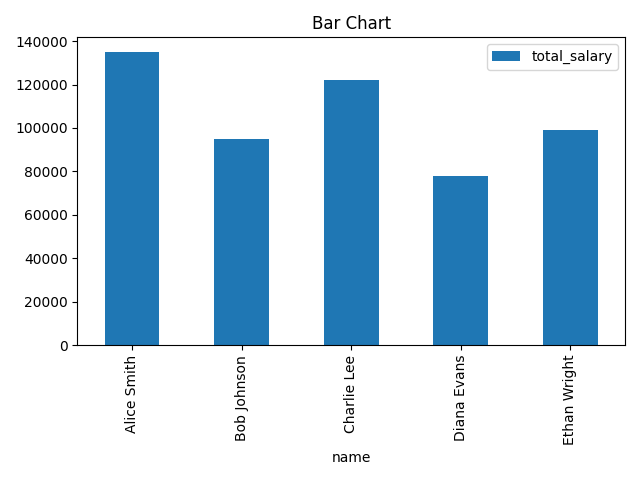 Bar Chart
total_salary
140000
120000
100000
80000
60000
40000
20000
0
Alice Smith
Bob Johnson
Charlie Lee
Diana Evans
Ethan Wright
name